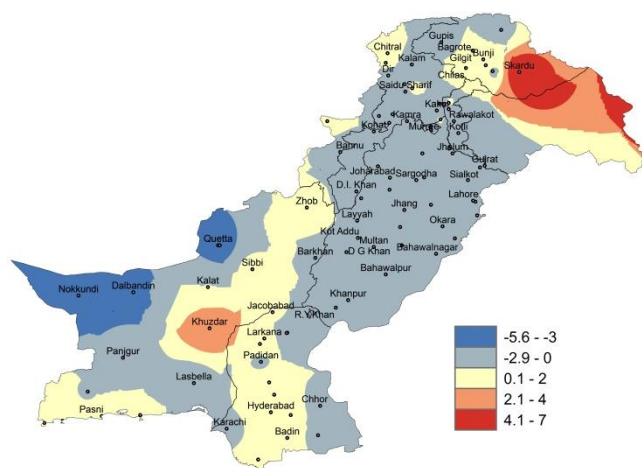 Chitral
Gupis
Bagrote
Kalam
Bunji
Gilgit
Dir
Chilas
Skardu
Saidu Sharif
Kakul
Kamra
Rawalakot
Kohat
Murree
Kotli
Bannu
Jhelum
Gujrat
Joharabad
Sargodha
Sialkot
D.I. Khan
Zhob
Lahore
Layyah
Jhang
Okara
Quetta
Kot Addu
Multan
Sibbi
Barkhan
D G Khan
Bahawalnagar
Nokkundi
Dalbandin
Kalat
Bahawalpur
Khanpur
Jacobabad
R.Y.Khan
Khuzdar
Larkana
Panjgur
Padidan
Lasbella
Pasni
Hyderabad
Chhor
Karachi
Badin
-5.6 - -3
-2.9 - 0
0.1 - 2
2.1 - 4
4.1 - 7